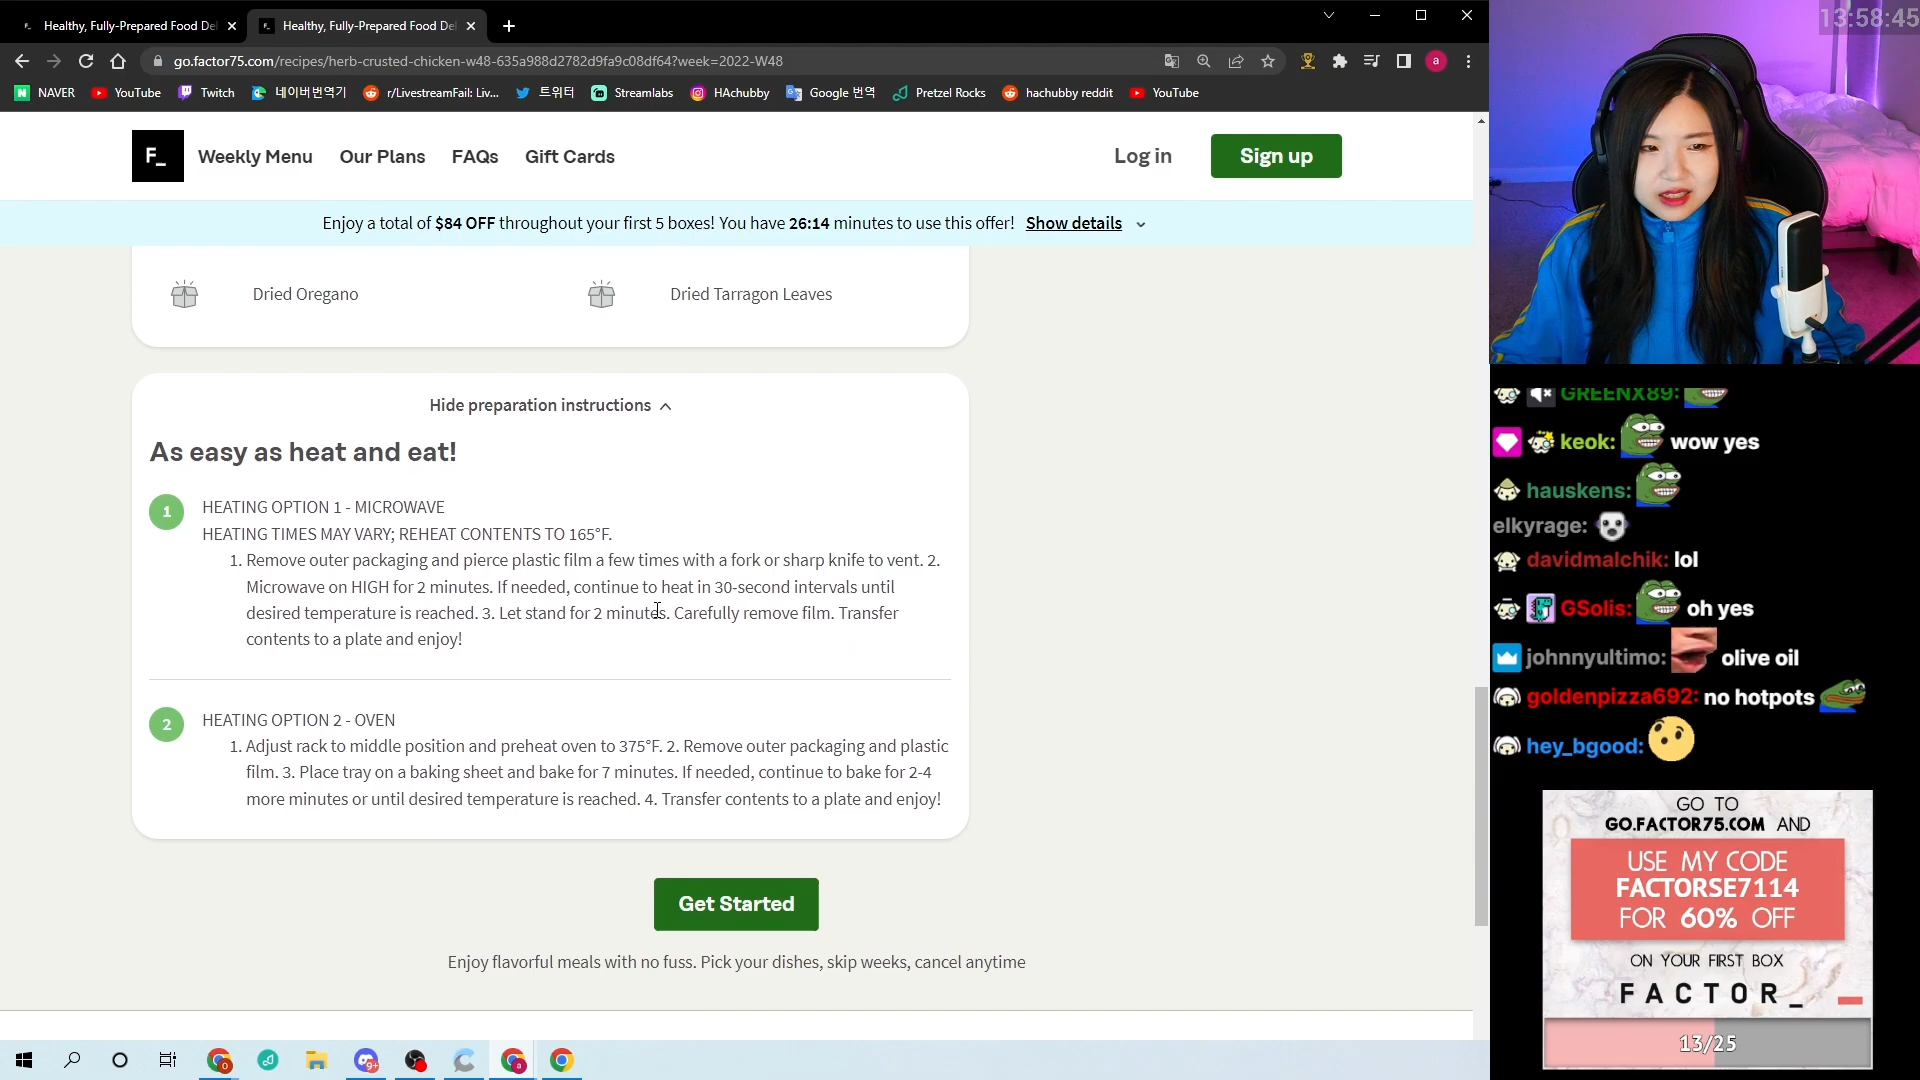 Healthy, Fully-Prepared Food Del
Healthy, Fully-Prepared Food Del
go.factor75.com/recipes/herb-crusted-chicken-w48-635a988d2782d9fa9c08df64?week=2022-W48
a
NAVER
YouTube
Twitch
네이버번역기
r/LivestreamFail: Liv...
트위터
Streamlabs
HAchubby
Google 번역
Pretzel Rocks
hachubby reddit
YouTube
F_
Weekly Menu
Our Plans
FAQs
Gift Cards
Log in
Sign up
Enjoy a total of $84 OFF throughout your first 5 boxes! You have 26:14 minutes to use this offer! Show details
Dried Oregano
Dried Tarragon Leaves
Hide preparation instructions
As easy as heat and eat!
1
HEATING OPTION 1 - MICROWAVE
HEATING TIMES MAY VARY; REHEAT CONTENTS TO 165°F.
1. Remove outer packaging and pierce plastic film a few times with a fork or sharp knife to vent. 2.
Microwave on HIGH for 2 minutes. If needed, continue to heat in 30-second intervals until
desired temperature is reached. 3. Let stand for 2 minutes. Carefully remove film. Transfer
contents to a plate and enjoy!
2
HEATING OPTION 2 - OVEN
1. Adjust rack to middle position and preheat oven to 375°F. 2. Remove outer packaging and plastic
film. 3. Place tray on a baking sheet and bake for 7 minutes. If needed, continue to bake for 2-4
more minutes or until desired temperature is reached. 4. Transfer contents to a plate and enjoy!
Get Started
Enjoy flavorful meals with no fuss. Pick your dishes, skip weeks, cancel anytime
9+
13:58:45
GREENX89:
keok: wow yes
hauskens:
elkyrage:
davidmalchik: lol
GSolis: oh yes
johnnyultimo: olive oil
goldenpizza692: no hotpots
hey_bgood:
GO TO
GO.FACTOR75.COM AND
USE MY CODE
FACTORSE7114
FOR 60% OFF
ON YOUR FIRST BOX
FACTOR_
13/25